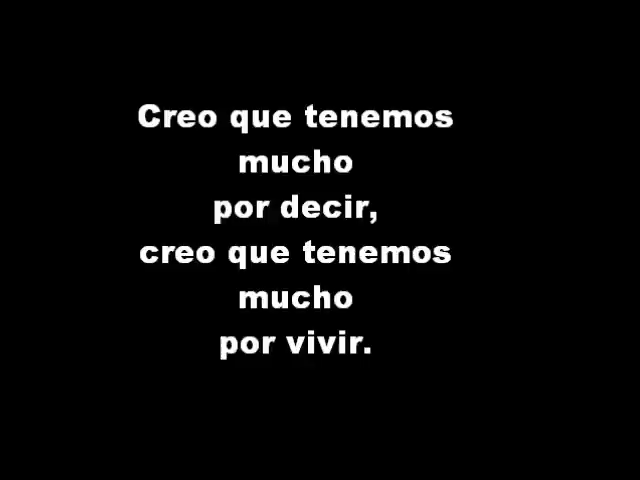 Creo que tenemos
mucho
por decir,
creo que tenemos
mucho
por vivir.